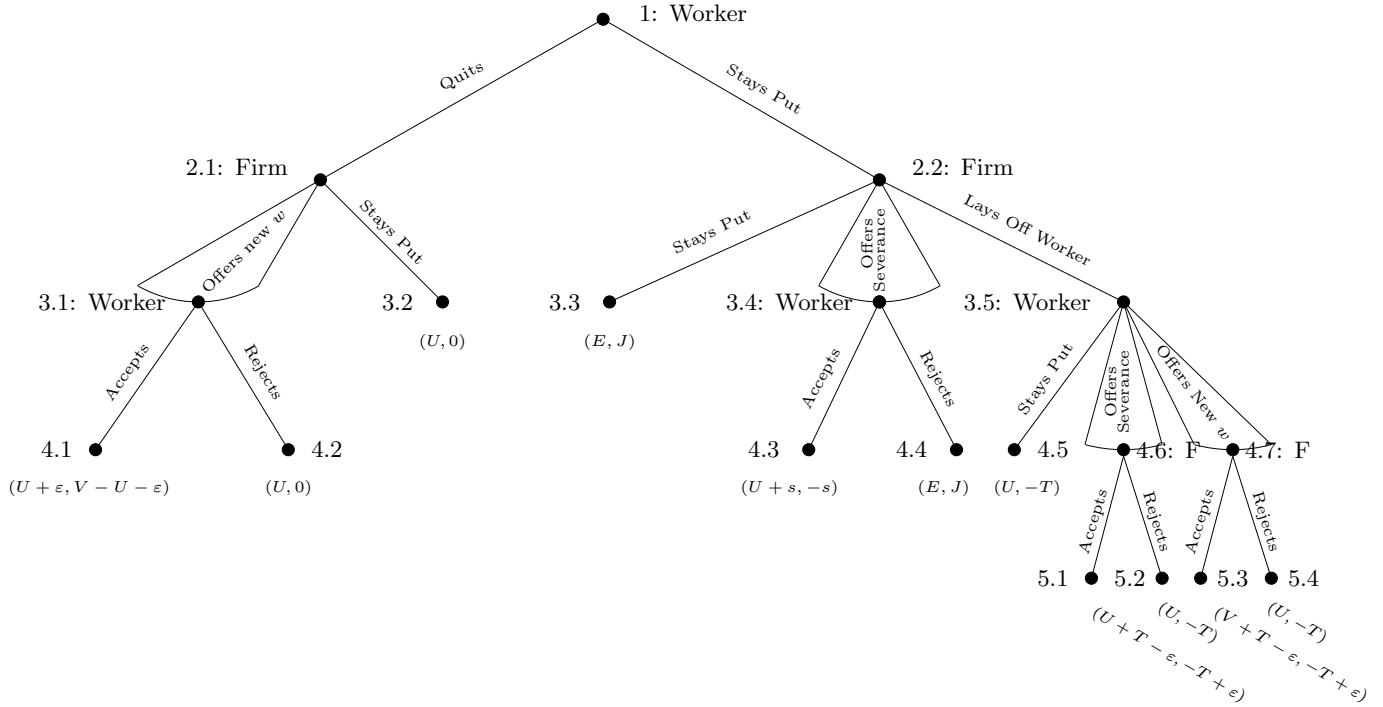 1: Worker
Quits
Stays Put
2.1: Firm
2.2: Firm
Offers new w
Stays Put
Stays Put
Offers
Severance
Lays Off Worker
3.1: Worker
3.2
3.3
3.4: Worker
3.5: Worker
(U, 0)
(E, J)
Accepts
Rejects
Accepts
Rejects
Stays Put
Offers
Severance
Offers New w
4.1
4.2
4.3
4.4
4.5
4.6: F
4.7: F
(U + ε, V − U − ε)
(U, 0)
(U + s, −s)
(E, J)
(U, −T)
Accepts
Rejects
Accepts
Rejects
5.1
5.2
5.3
5.4
(U + T − ε, −T + ε)
(U, −T)
(V + T − ε, −T + ε)
(U, −T)